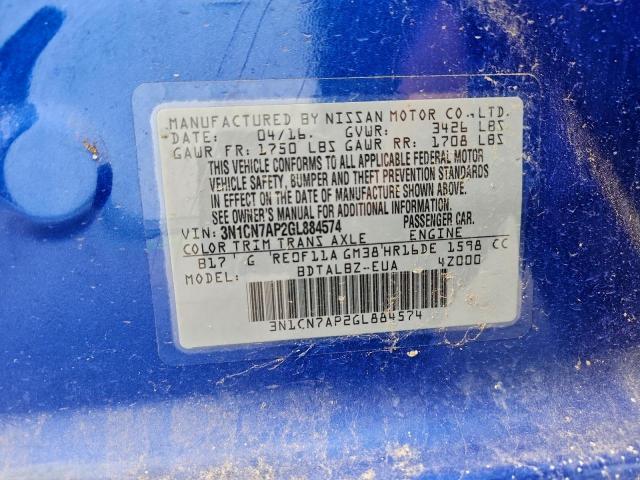 MANUFACTURED BY NISSAN MOTOR CO.,LTD.
DATE: 04/16. GVWR: 3426 LBS
GAWR FR: 1750 LBS GAWR RR: 1708 LBS
THIS VEHICLE CONFORMS TO ALL APPLICABLE FEDERAL MOTOR
VEHICLE SAFETY, BUMPER AND THEFT PREVENTION STANDARDS
IN EFFECT ON THE DATE OF MANUFACTURE SHOWN ABOVE.
SEE OWNER'S MANUAL FOR ADDITIONAL INFORMATION.
VIN: 3N1CN7AP2GL884574 PASSENGER CAR.
COLOR TRIM TRANS AXLE ENGINE
B17' G 'RE0F11A GM38'HR16DE 1598 CC
MODEL: BDTALBZ-EUA 4Z000
3N1CN7AP2GL884574